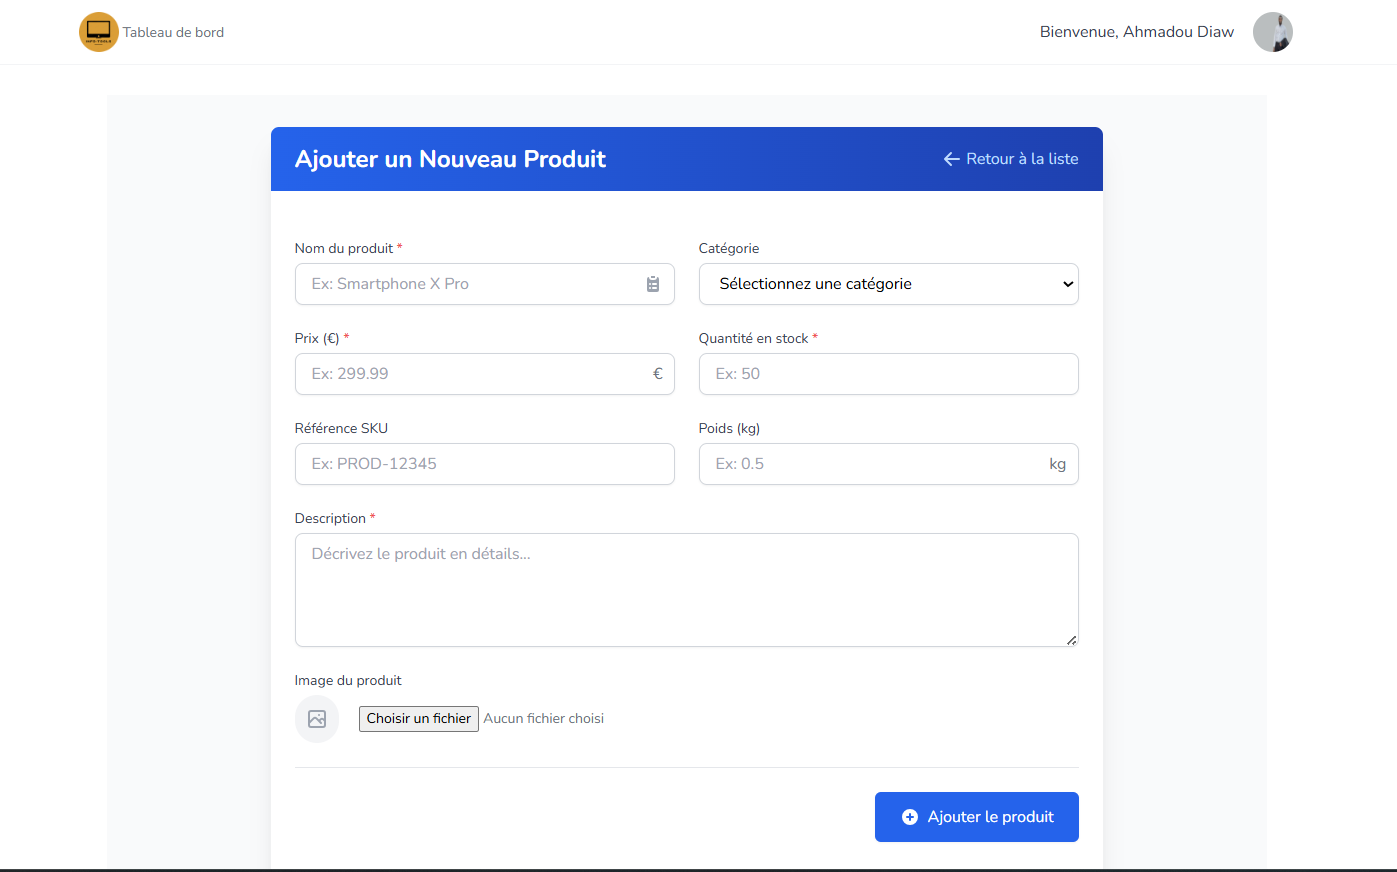 Tableau de bord
Bienvenue, Ahmadou Diaw
Ajouter un Nouveau Produit
Retour à la liste
Nom du produit *
Catégorie
Ex: Smartphone X Pro
Sélectionnez une catégorie
Prix (€) *
Quantité en stock *
Ex: 299.99
€
Ex: 50
Référence SKU
Poids (kg)
Ex: PROD-12345
Ex: 0.5
kg
Description *
Décrivez le produit en détails...
Image du produit
Choisir un fichier
Aucun fichier choisi
Ajouter le produit